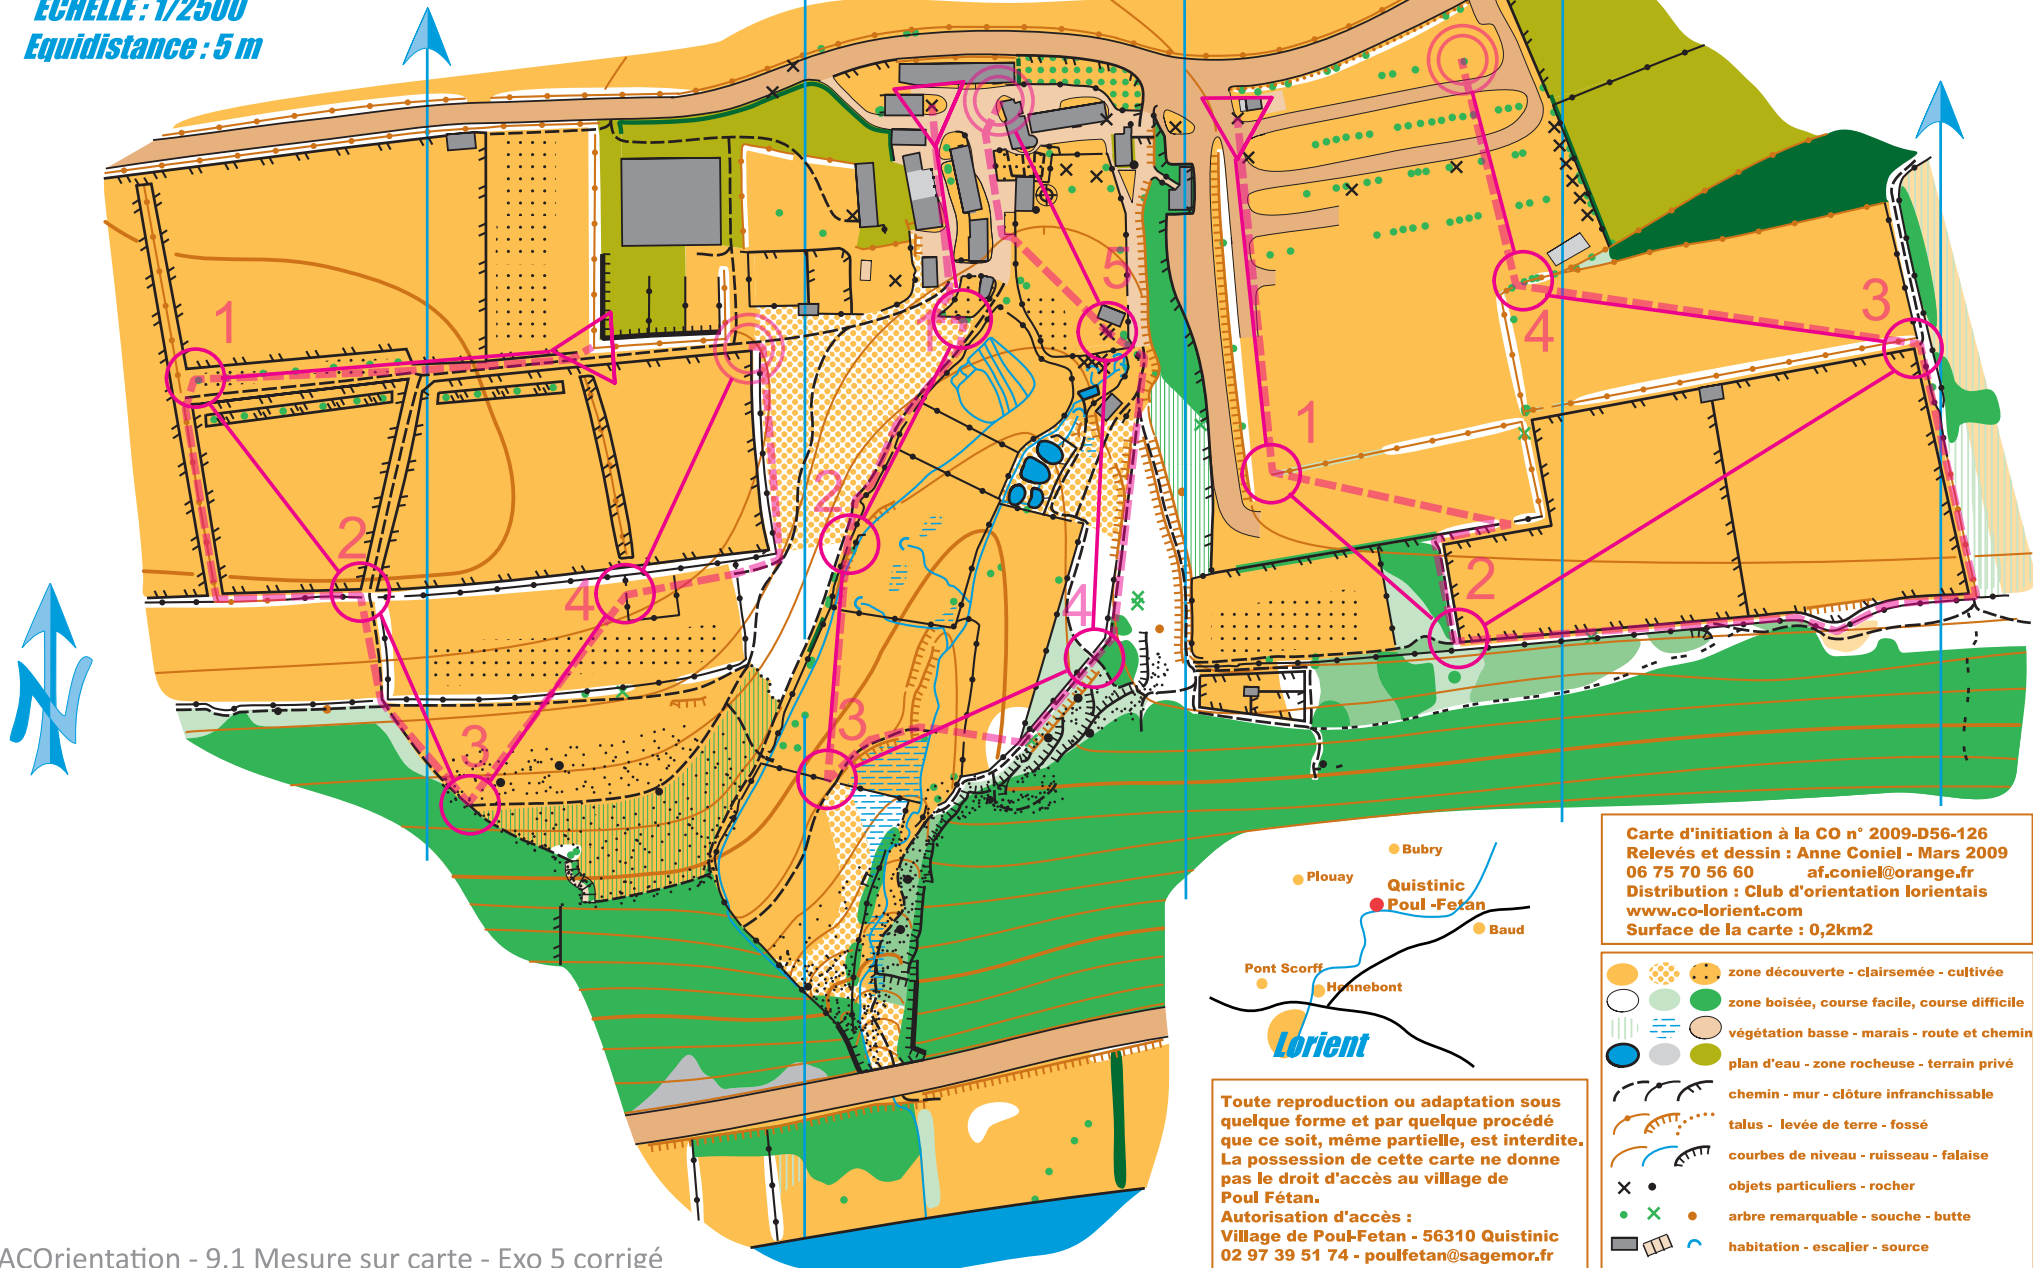 ECHELLE : 1/2500
Equidistance : 5 m
N
1
2
3
4
1
2
3
4
5
1
2
3
4
Bubry
Plouay
Quistinic
Poul -Fetan
Baud
Pont Scorff
Hennebont
Lorient
Carte d'initiation à la CO n° 2009-D56-126
Relevés et dessin : Anne Coniel - Mars 2009
06 75 70 56 60 af.coniel@orange.fr
Distribution : Club d'orientation lorientais
www.co-lorient.com
Surface de la carte : 0,2km2
zone découverte - clairsemée - cultivée
zone boisée, course facile, course difficile
végétation basse - marais - route et chemin
plan d'eau - zone rocheuse - terrain privé
chemin - mur - clôture infranchissable
talus - levée de terre - fossé
courbes de niveau - ruisseau - falaise
objets particuliers - rocher
arbre remarquable - souche - butte
habitation - escalier - source
Toute reproduction ou adaptation sous
quelque forme et par quelque procédé
que ce soit, même partielle, est interdite.
La possession de cette carte ne donne
pas le droit d'accès au village de
Poul Fétan.
Autorisation d'accès :
Village de Poul-Fetan - 56310 Quistinic
02 97 39 51 74 - poulfetan@sagemor.fr
ACOrientation - 9.1 Mesure sur carte - Exo 5 corrigé